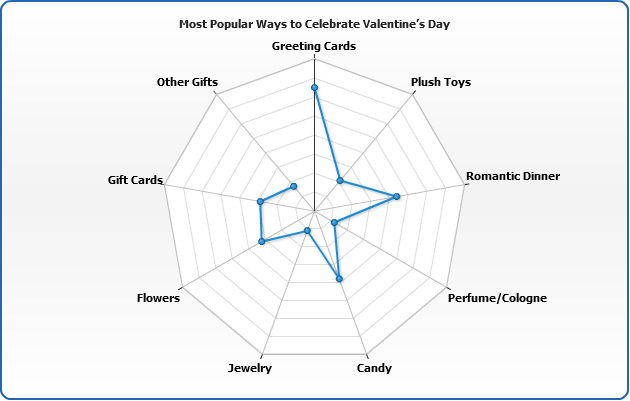 Most Popular Ways to Celebrate Valentine’s Day
Greeting Cards
Other Gifts
Plush Toys
Gift Cards
Romantic Dinner
Flowers
Perfume/Cologne
Jewelry
Candy